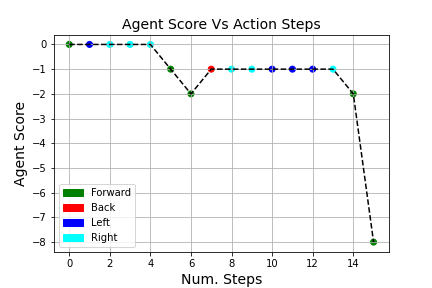 Agent Score Vs Action Steps
Agent Score
0
−1
−2
−3
−4
−5
−6
−7
−8
Forward
Back
Left
Right
0 2 4 6 8 10 12 14
Num. Steps